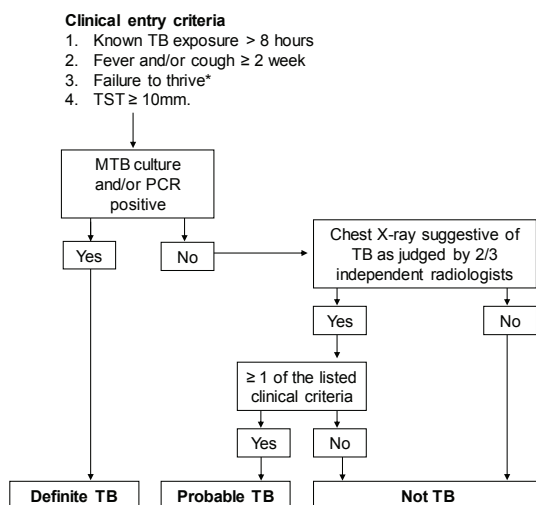 Clinical entry criteria
1. Known TB exposure > 8 hours
2. Fever and/or cough ≥ 2 week
3. Failure to thrive*
4. TST ≥ 10mm.
MTB culture
and/or PCR
positive
Yes
No
Chest X-ray suggestive of
TB as judged by 2/3
independent radiologists
Yes
No
≥ 1 of the listed
clinical criteria
Yes
No
Definite TB
Probable TB
Not TB